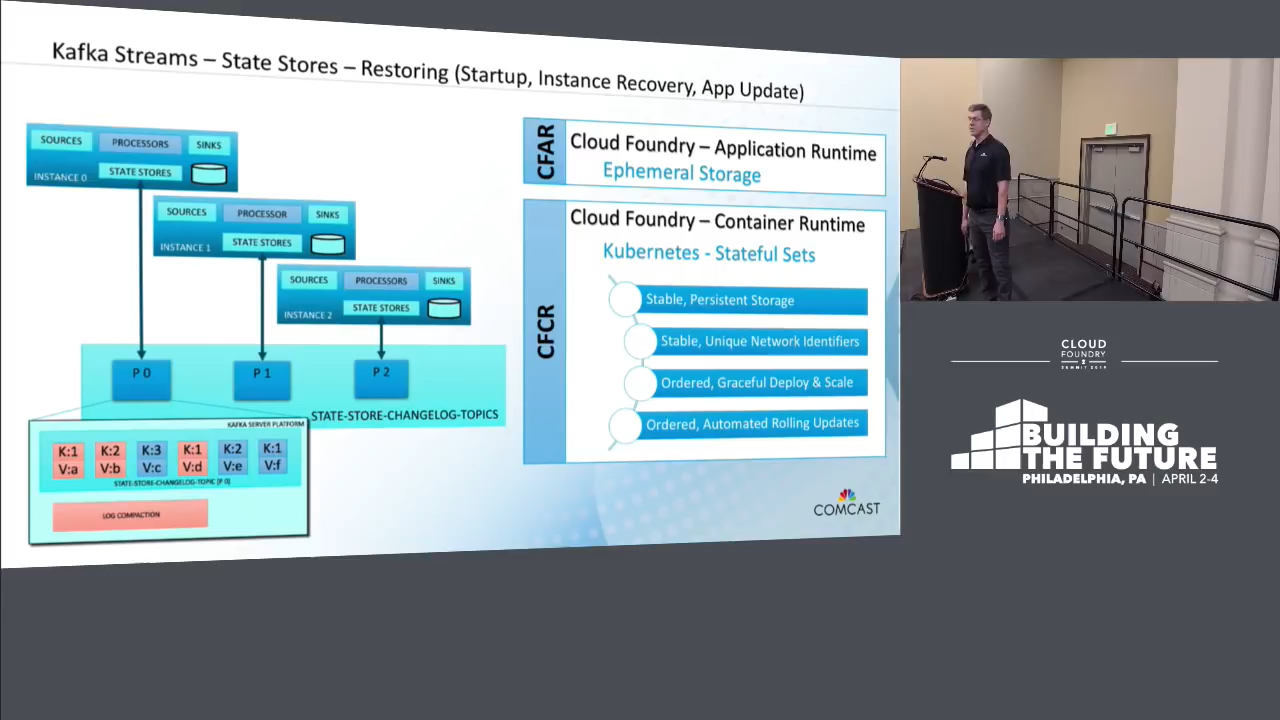 Kafka Streams – State Stores – Restoring (Startup, Instance Recovery, App Update)
SOURCES
PROCESSORS
SINKS
STATE STORES
INSTANCE 0
SOURCES
PROCESSOR
SINKS
STATE STORES
INSTANCE 1
SOURCES
PROCESSORS
SINKS
STATE STORES
INSTANCE 2
P 0
P 1
P 2
STATE-STORE-CHANGELOG-TOPICS
KAFKA SERVER PLATFORM
K:1
V:a
K:2
V:b
K:3
V:c
K:1
V:d
K:2
V:e
K:1
V:f
STATE-STORE-CHANGELOG-TOPIC [P 0]
LOG COMPACTION
CFAR
Cloud Foundry – Application Runtime
Ephemeral Storage
CFCR
Cloud Foundry – Container Runtime
Kubernetes - Stateful Sets
Stable, Persistent Storage
Stable, Unique Network Identifiers
Ordered, Graceful Deploy & Scale
Ordered, Automated Rolling Updates
COMCAST
CLOUD
FOUNDRY
SUMMIT 2019
BUILDING
THE FUTURE
PHILADELPHIA, PA | APRIL 2-4